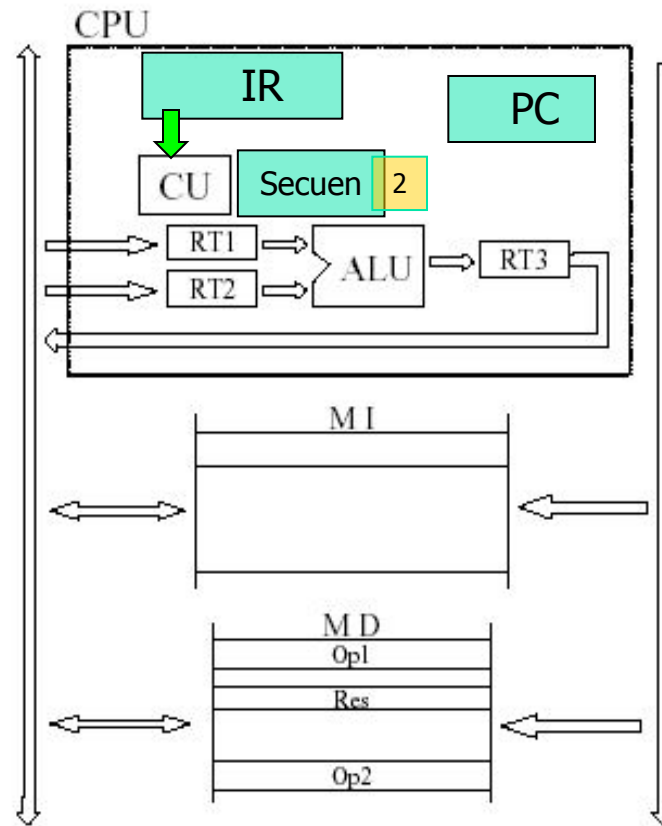 CPU
IR
PC
CU
Secuen 2
RT1
RT2
ALU
RT3
M I
M D
Op1
Res
Op2